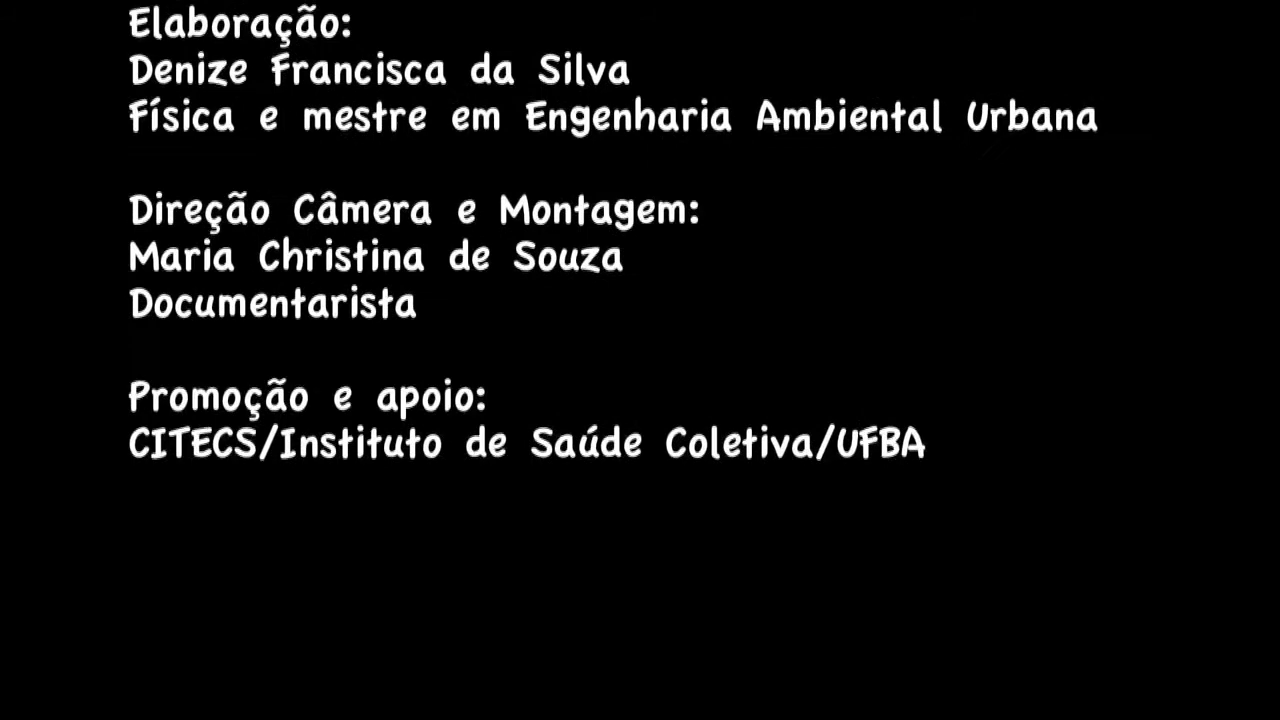 Elaboração:
Denize Francisca da Silva
Física e mestre em Engenharia Ambiental Urbana
Direção Câmera e Montagem:
Maria Christina de Souza
Documentarista
Promoção e apoio:
CITECS/Instituto de Saúde Coletiva/UFBA